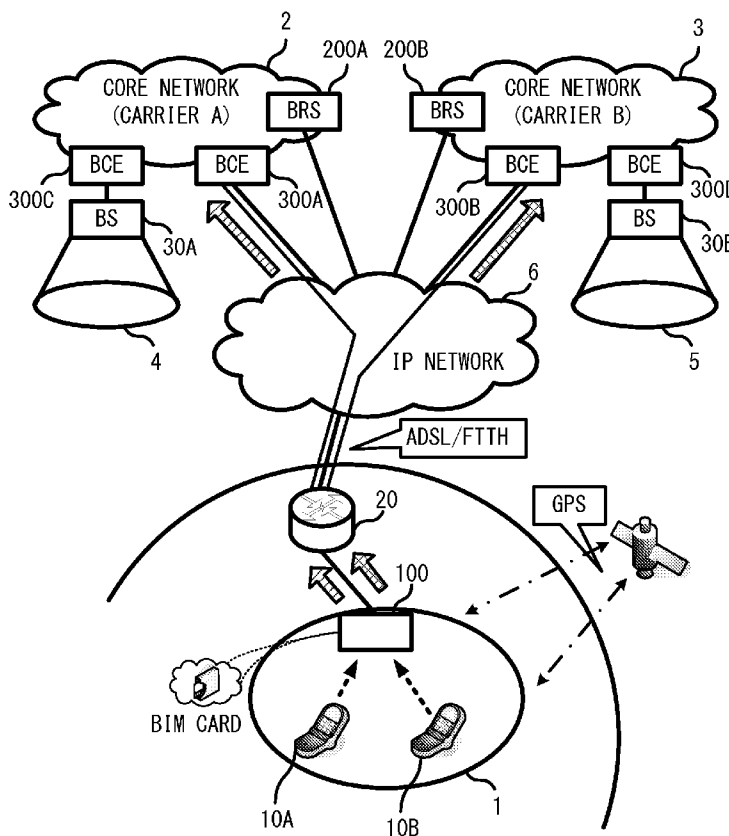 2
200A
200B
3
CORE NETWORK
(CARRIER A)
BRS
BRS
CORE NETWORK
(CARRIER B)
BCE
BCE
BCE
BCE
300C
300A
300B
300D
BS
30A
BS
30B
6
4
5
IP NETWORK
ADSL/FTTH
20
GPS
100
BIM CARD
10A
10B
1